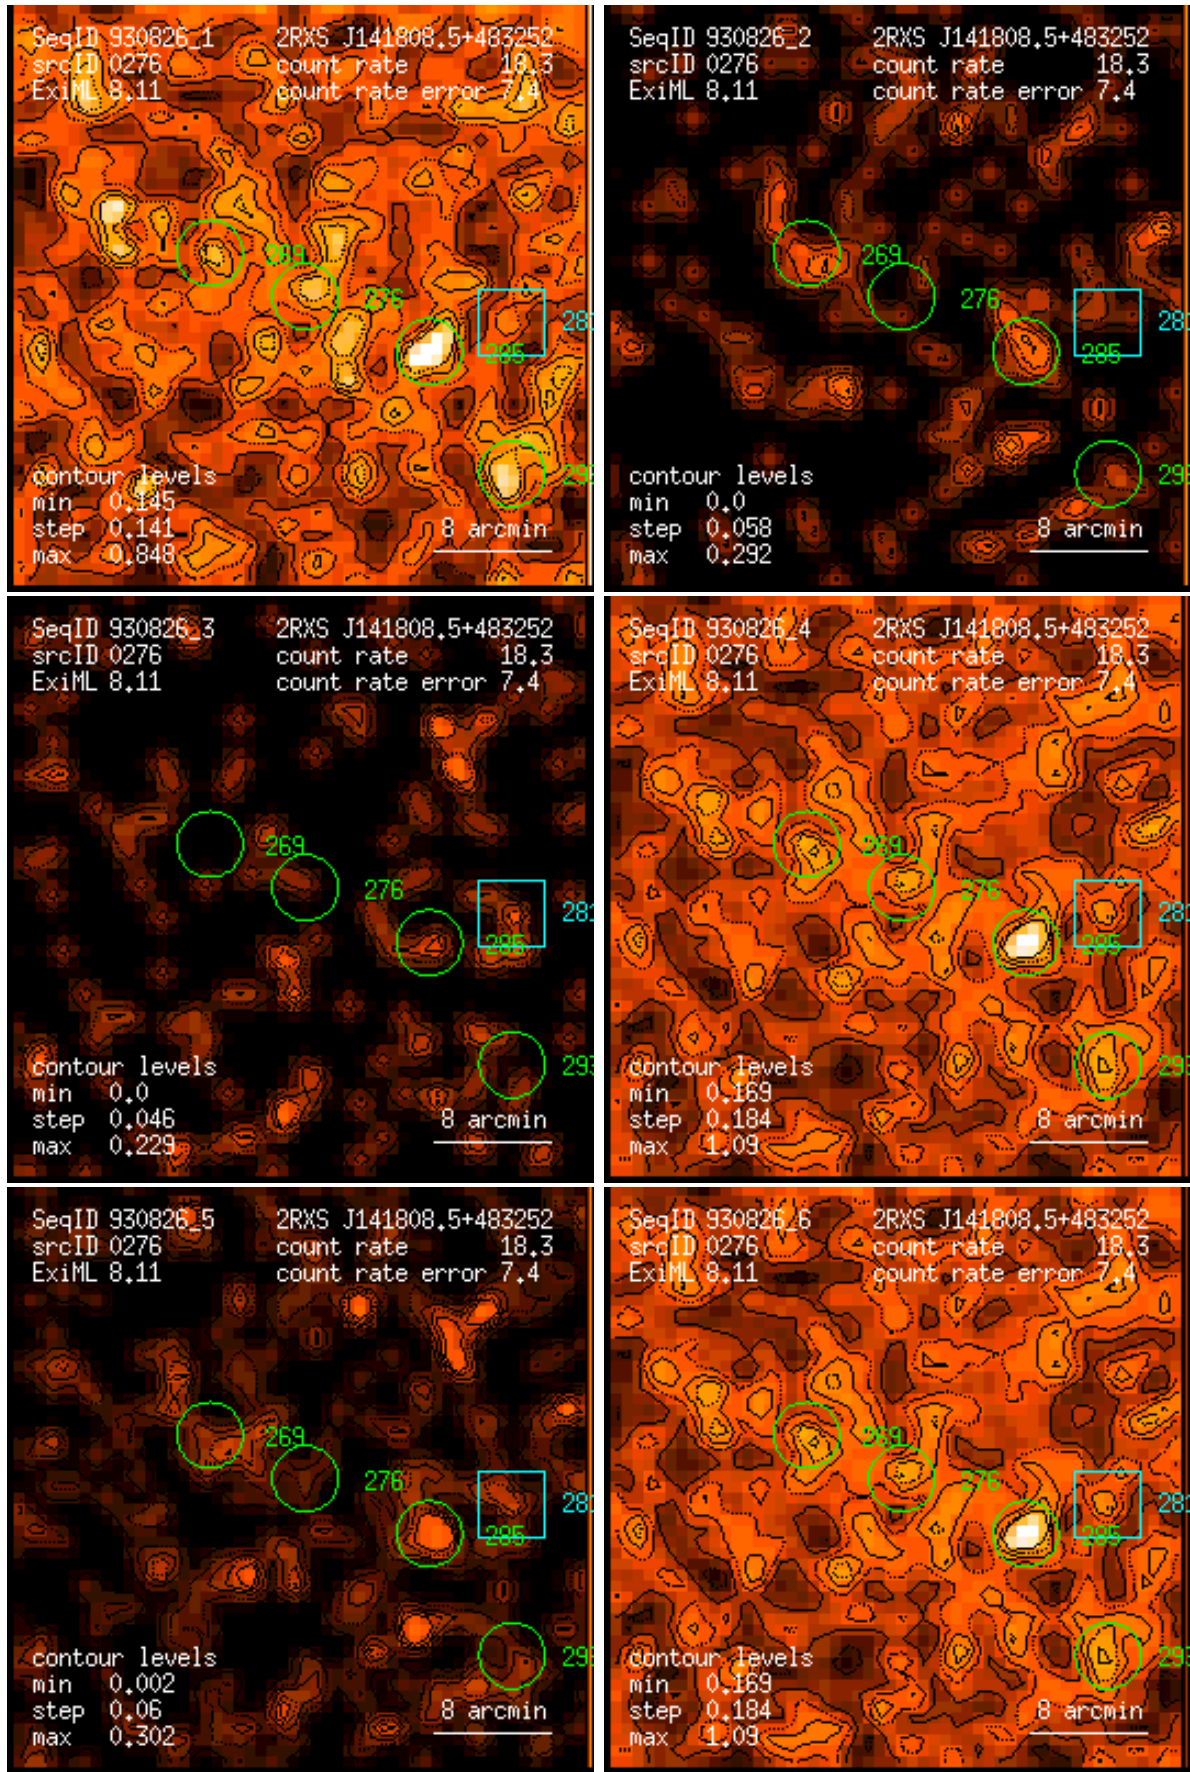 SeqID 930826_1 2RXS J141808.5+483252
srcID 0276 count rate 18.3
ExiML 8.11 count rate error 7.4
269
276
285
contour levels
min 0.145
step 0.141
max 0.848
8 arcmin
SeqID 930826_2 2RXS J141808.5+483252
srcID 0276 count rate 18.3
ExiML 8.11 count rate error 7.4
269
276
285
contour levels
min 0.0
step 0.058
max 0.292
8 arcmin
SeqID 930826_3 2RXS J141808.5+483252
srcID 0276 count rate 18.3
ExiML 8.11 count rate error 7.4
269
276
285
contour levels
min 0.0
step 0.046
max 0.229
8 arcmin
SeqID 930826_4 2RXS J141808.5+483252
srcID 0276 count rate 18.3
ExiML 8.11 count rate error 7.4
269
276
285
contour levels
min 0.169
step 0.184
max 1.09
8 arcmin
SeqID 930826_5 2RXS J141808.5+483252
srcID 0276 count rate 18.3
ExiML 8.11 count rate error 7.4
269
276
285
contour levels
min 0.002
step 0.06
max 0.302
8 arcmin
SeqID 930826_6 2RXS J141808.5+483252
srcID 0276 count rate 18.3
ExiML 8.11 count rate error 7.4
269
276
285
contour levels
min 0.169
step 0.184
max 1.09
8 arcmin